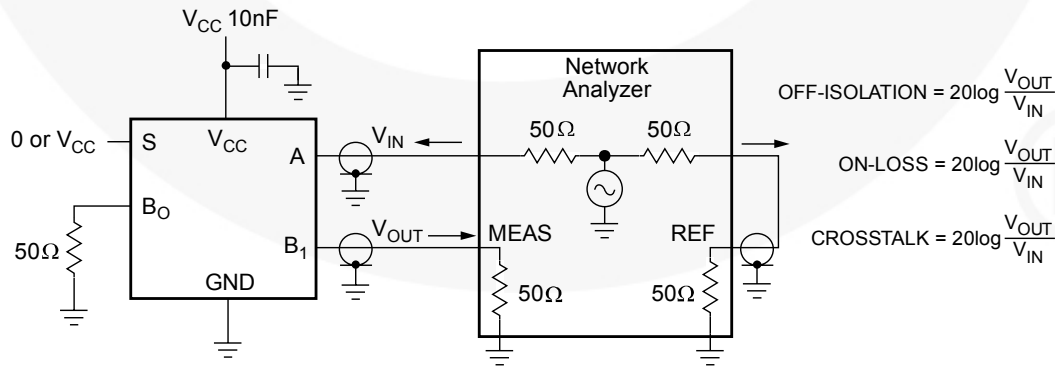 V_CC 10nF
Network
Analyzer
OFF-ISOLATION = 20log V_OUT / V_IN
0 or V_CC
S
V_CC
A
V_IN
50Ω
50Ω
ON-LOSS = 20log V_OUT / V_IN
B_O
50Ω
B_1
V_OUT
MEAS
REF
CROSSTALK = 20log V_OUT / V_IN
GND
50Ω
50Ω